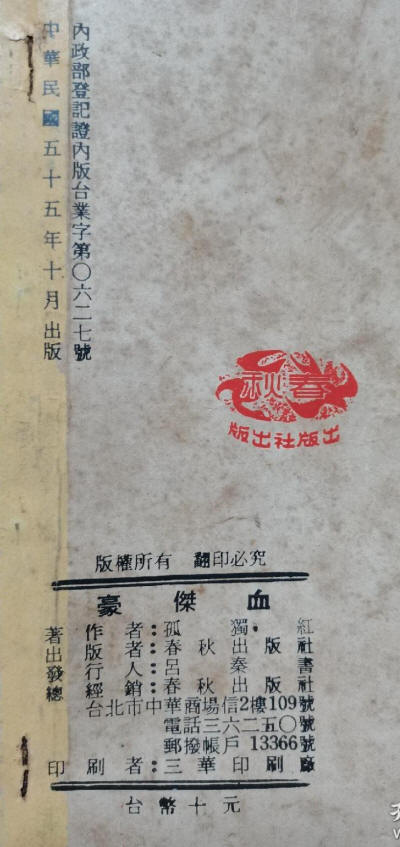 內政部登記證內版台業字第〇六二七號
中華民國五十五年十月出版
秋春
版出社版出
版權所有 翻印必究
豪傑血
著作者：孤獨紅
出版者：春秋出版社
發行人：呂秦書
總經銷：春秋出版社
台北市中華商場信2樓109號
電話三六二五〇號
郵撥帳戶13366號
印刷者：三華印刷廠
台幣十元